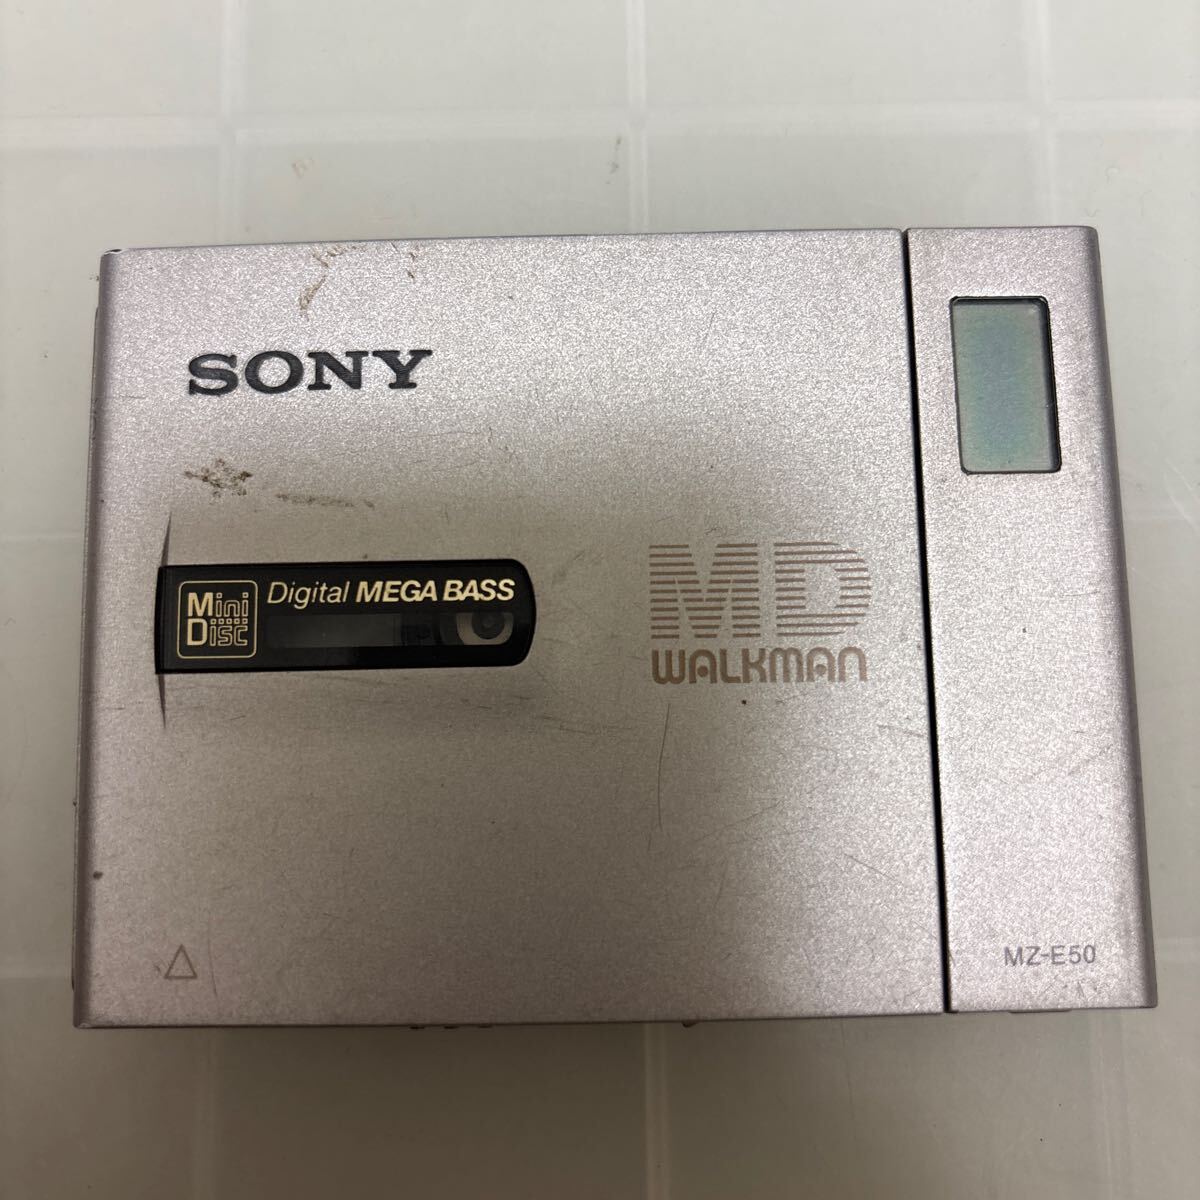 SONY
Mini Disc
Digital MEGA BASS
MD
WALKMAN
MZ-E50